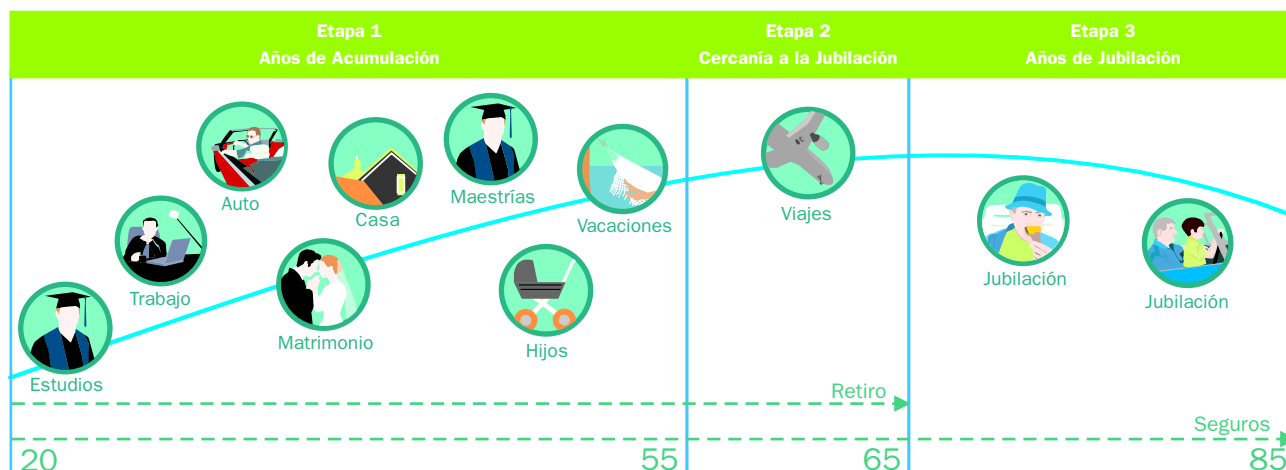 Etapa 1
Años de Acumulación
Etapa 2
Cercanía a la Jubilación
Etapa 3
Años de Jubilación
Estudios
Trabajo
Auto
Matrimonio
Casa
Maestrías
Hijos
Vacaciones
Viajes
Jubilación
Jubilación
Retiro
Seguros
20
55
65
85